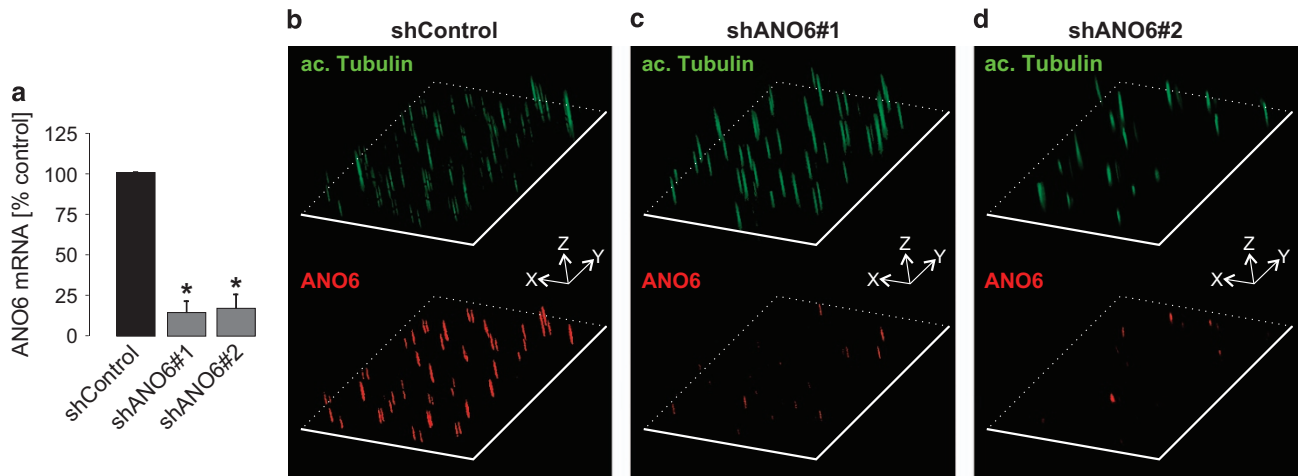 a
ANO6 mRNA [% control]
125
100
75
50
25
0
*
*
shControl
shANO6#1
shANO6#2
b
shControl
ac. Tubulin
Z
Y
X
ANO6
c
shANO6#1
ac. Tubulin
Z
Y
X
ANO6
d
shANO6#2
ac. Tubulin
Z
Y
X
ANO6